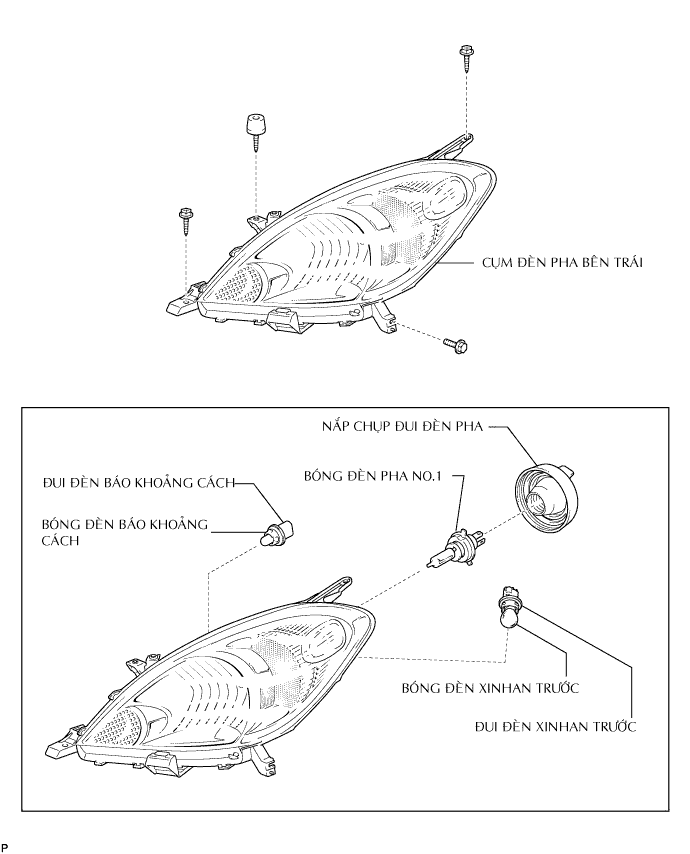 CỤM ĐÈN PHA BÊN TRÁI
NẮP CHỤP ĐUI ĐÈN PHA
BÓNG ĐÈN PHA NO.1
ĐUI ĐÈN BÁO KHOẢNG CÁCH
BÓNG ĐÈN BÁO KHOẢNG
CÁCH
BÓNG ĐÈN XINHAN TRƯỚC
ĐUI ĐÈN XINHAN TRƯỚC
P